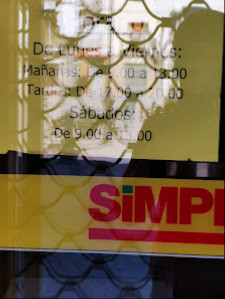 De Lunes a Viernes:
Mañanas: De 9.00 a 13.00
Tardes: De 17.00 a 20.00
Sábados:
De 9.00 a 13.00
SiMPL